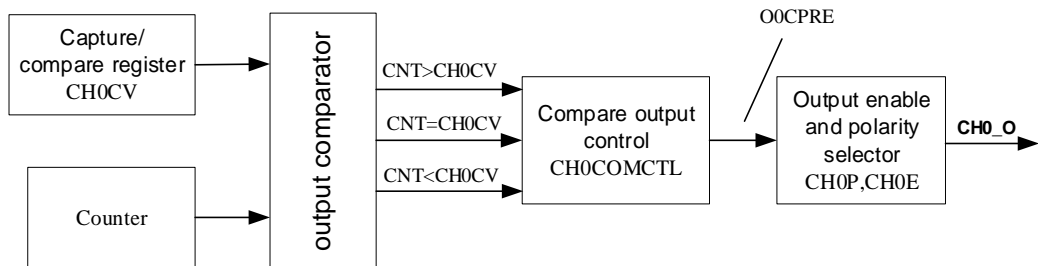 Capture/
compare register
CH0CV
Counter
output comparator
CNT>CH0CV
CNT=CH0CV
CNT<CH0CV
Compare output
control
CH0COMCTL
O0CPRE
Output enable
and polarity
selector
CH0P,CH0E
CH0_O